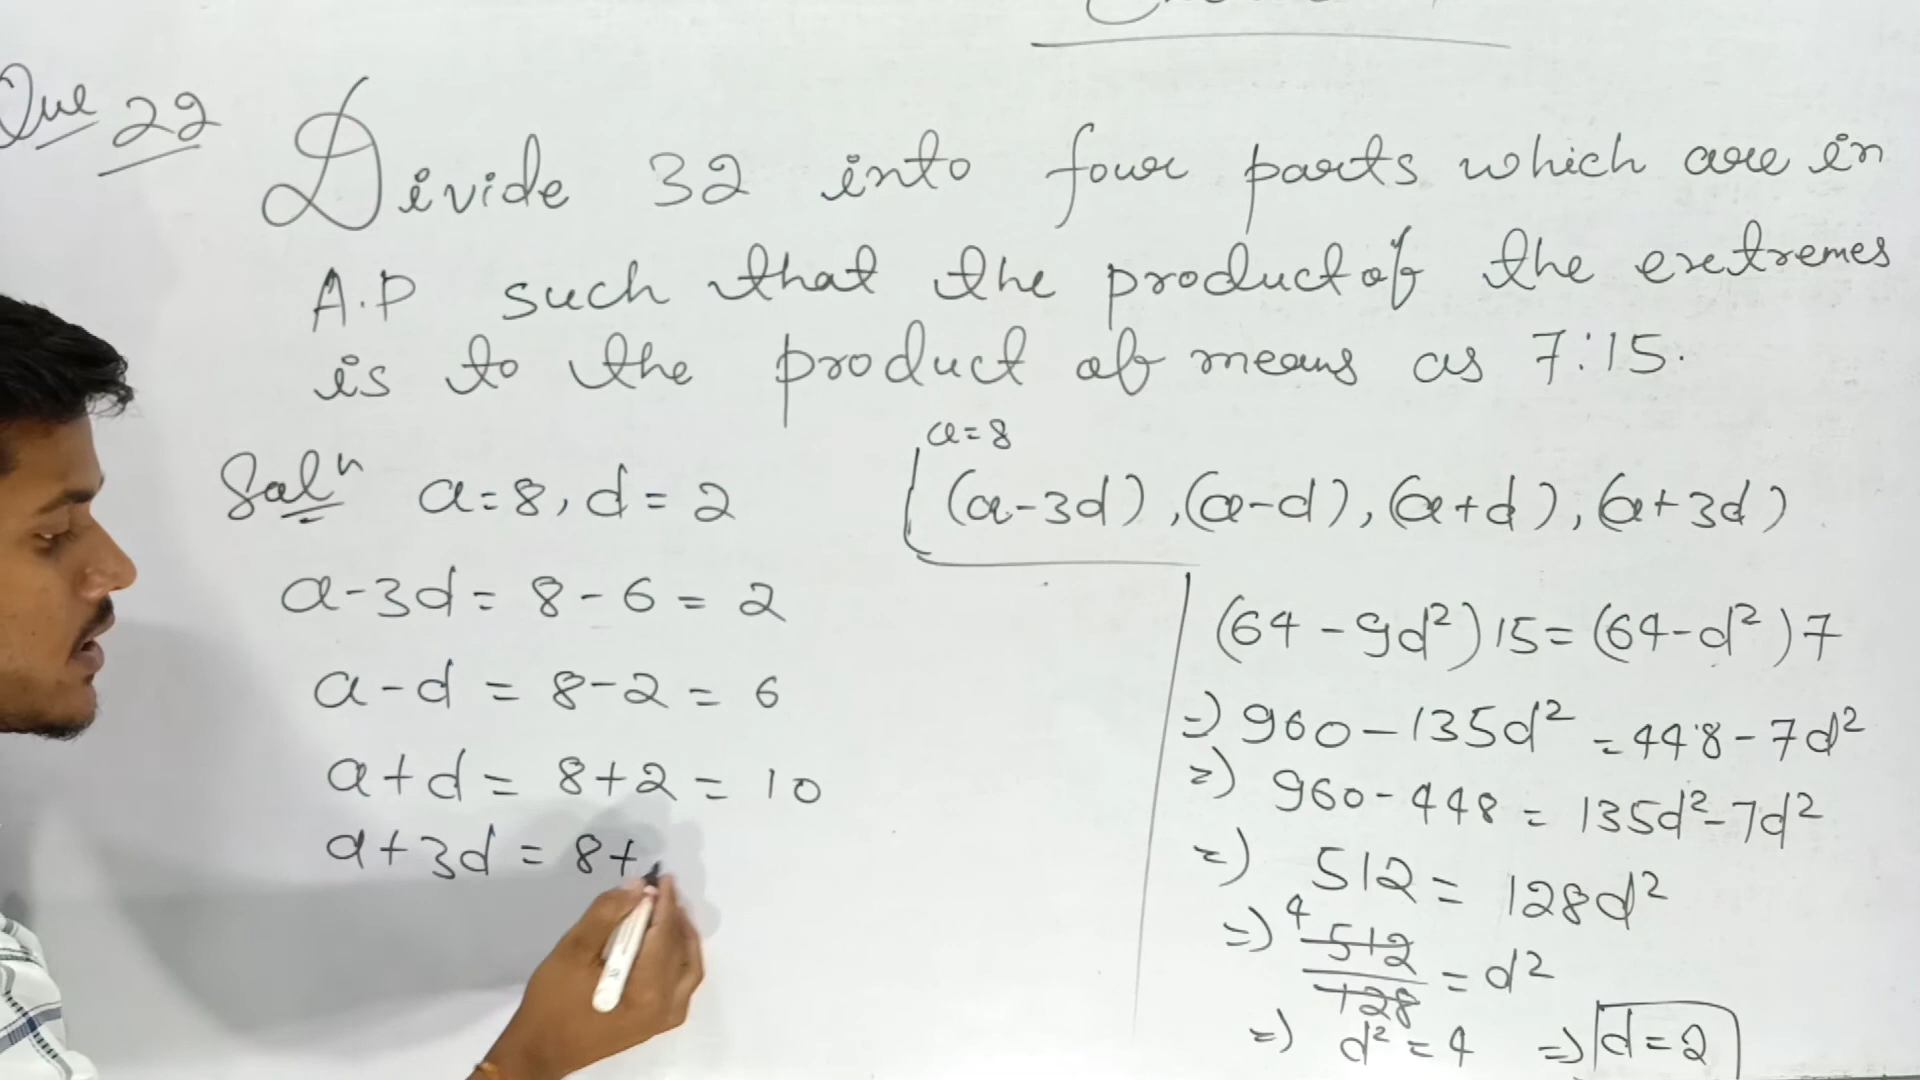 Que 22 Divide 32 into four parts which are in
A.P such that the product of the extremes
is to the product of means as 7:15.
Solⁿ a=8, d=2
a-3d = 8-6 = 2
a-d = 8-2 = 6
a+d = 8+2 = 10
a+3d = 8+
a=8
(a-3d), (a-d), (a+d), (a+3d)
(64-9d²)15=(64-d²)7
=) 960-135d² = 448-7d²
=) 960-448 = 135d²-7d²
=) 512 = 128d²
=) 4 512/128 = d²
=) d² = 4 =) d=2